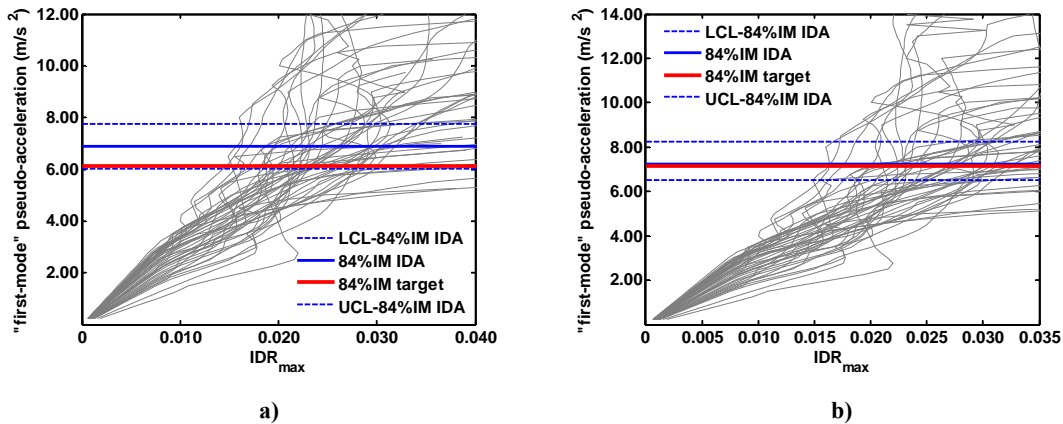 12.00
10.00
8.00
6.00
4.00
2.00
"first-mode" pseudo-acceleration (m/s 2)
LCL-84%IM IDA
84%IM IDA
84%IM target
UCL-84%IM IDA
0 0.010 0.020 0.030 0.040
IDRmax
a)
14.00
12.00
10.00
8.00
6.00
4.00
2.00
"first-mode" pseudo-acceleration (m/s 2)
LCL-84%IM IDA
84%IM IDA
84%IM target
UCL-84%IM IDA
0 0.005 0.010 0.015 0.020 0.025 0.030 0.035
IDRmax
b)